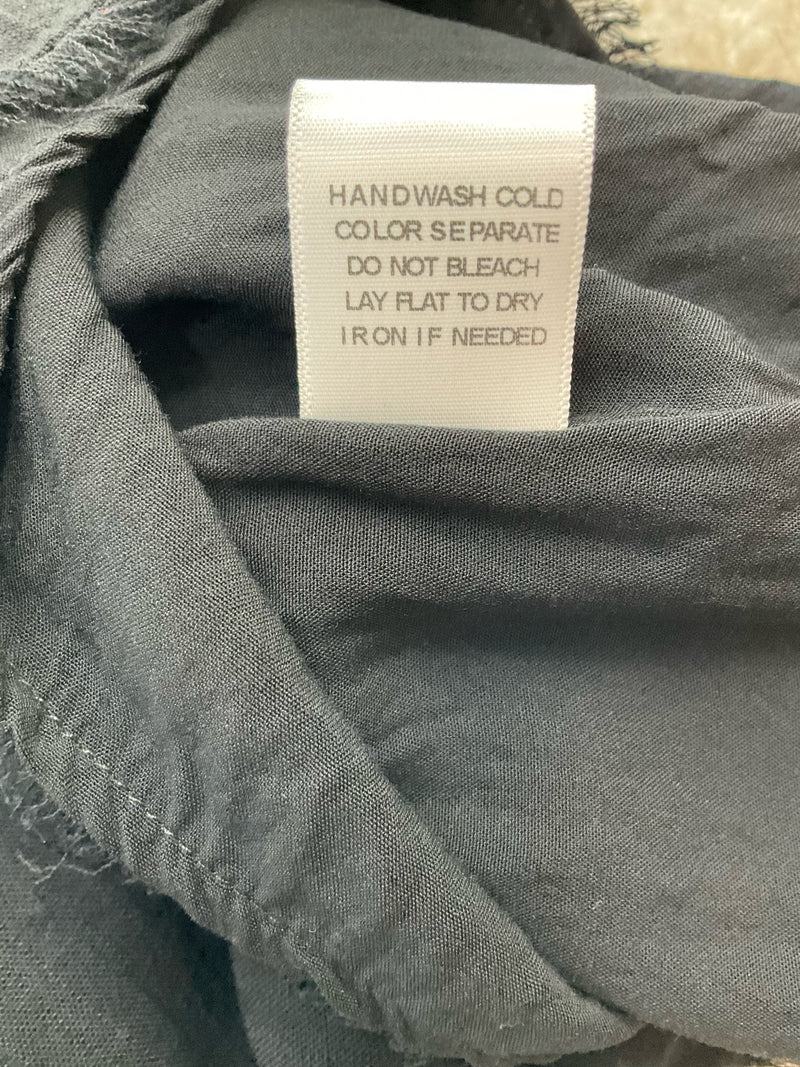 HANDWASH COLD
COLOR SEPARATE
DO NOT BLEACH
LAY FLAT TO DRY
IRON IF NEEDED